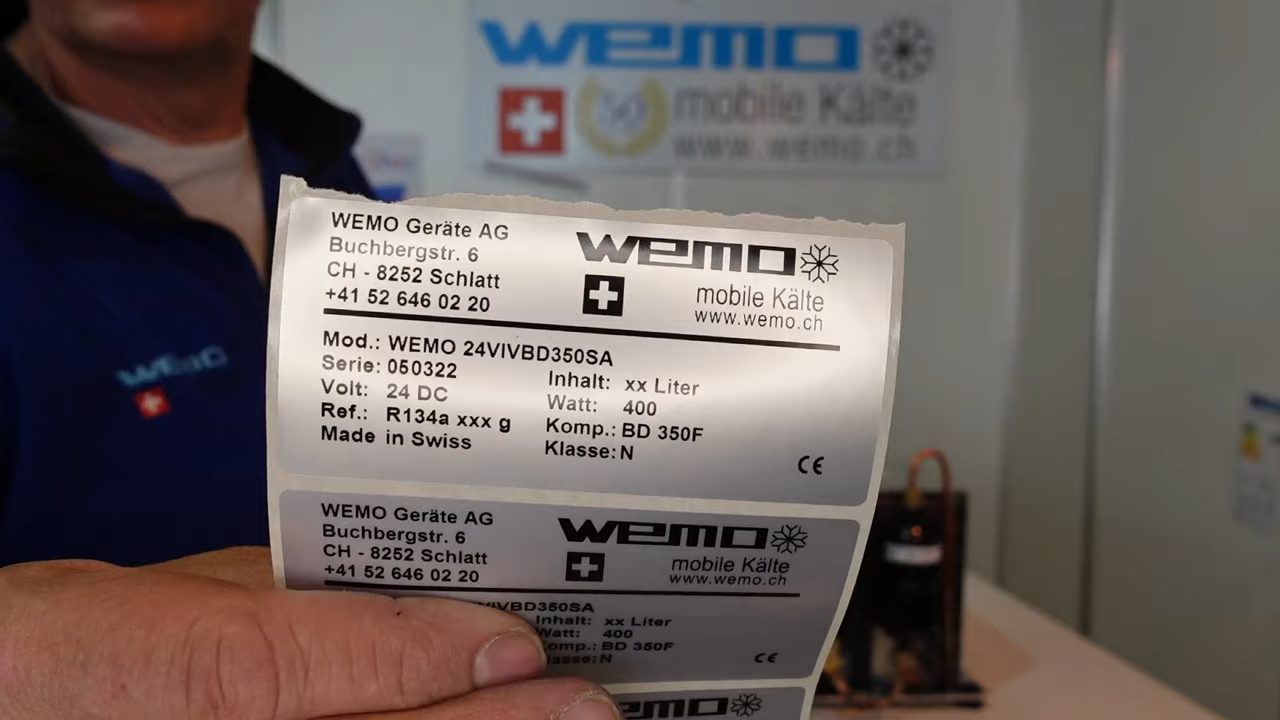 wemo
50
mobile Kälte
www.wemo.ch
wemo
WEMO Geräte AG
Buchbergstr. 6
CH - 8252 Schlatt
+41 52 646 02 20
wemo
mobile Kälte
www.wemo.ch
Mod.: WEMO 24VIVBD350SA
Serie: 050322
Volt: 24 DC
Ref.: R134a xxx g
Made in Swiss
Inhalt: xx Liter
Watt: 400
Komp.: BD 350F
Klasse: N
CE
WEMO Geräte AG
Buchbergstr. 6
CH - 8252 Schlatt
+41 52 646 02 20
wemo
mobile Kälte
www.wemo.ch
VIVBD350SA
Inhalt: xx Liter
Watt: 400
Komp.: BD 350F
Klasse: N
CE
wemo